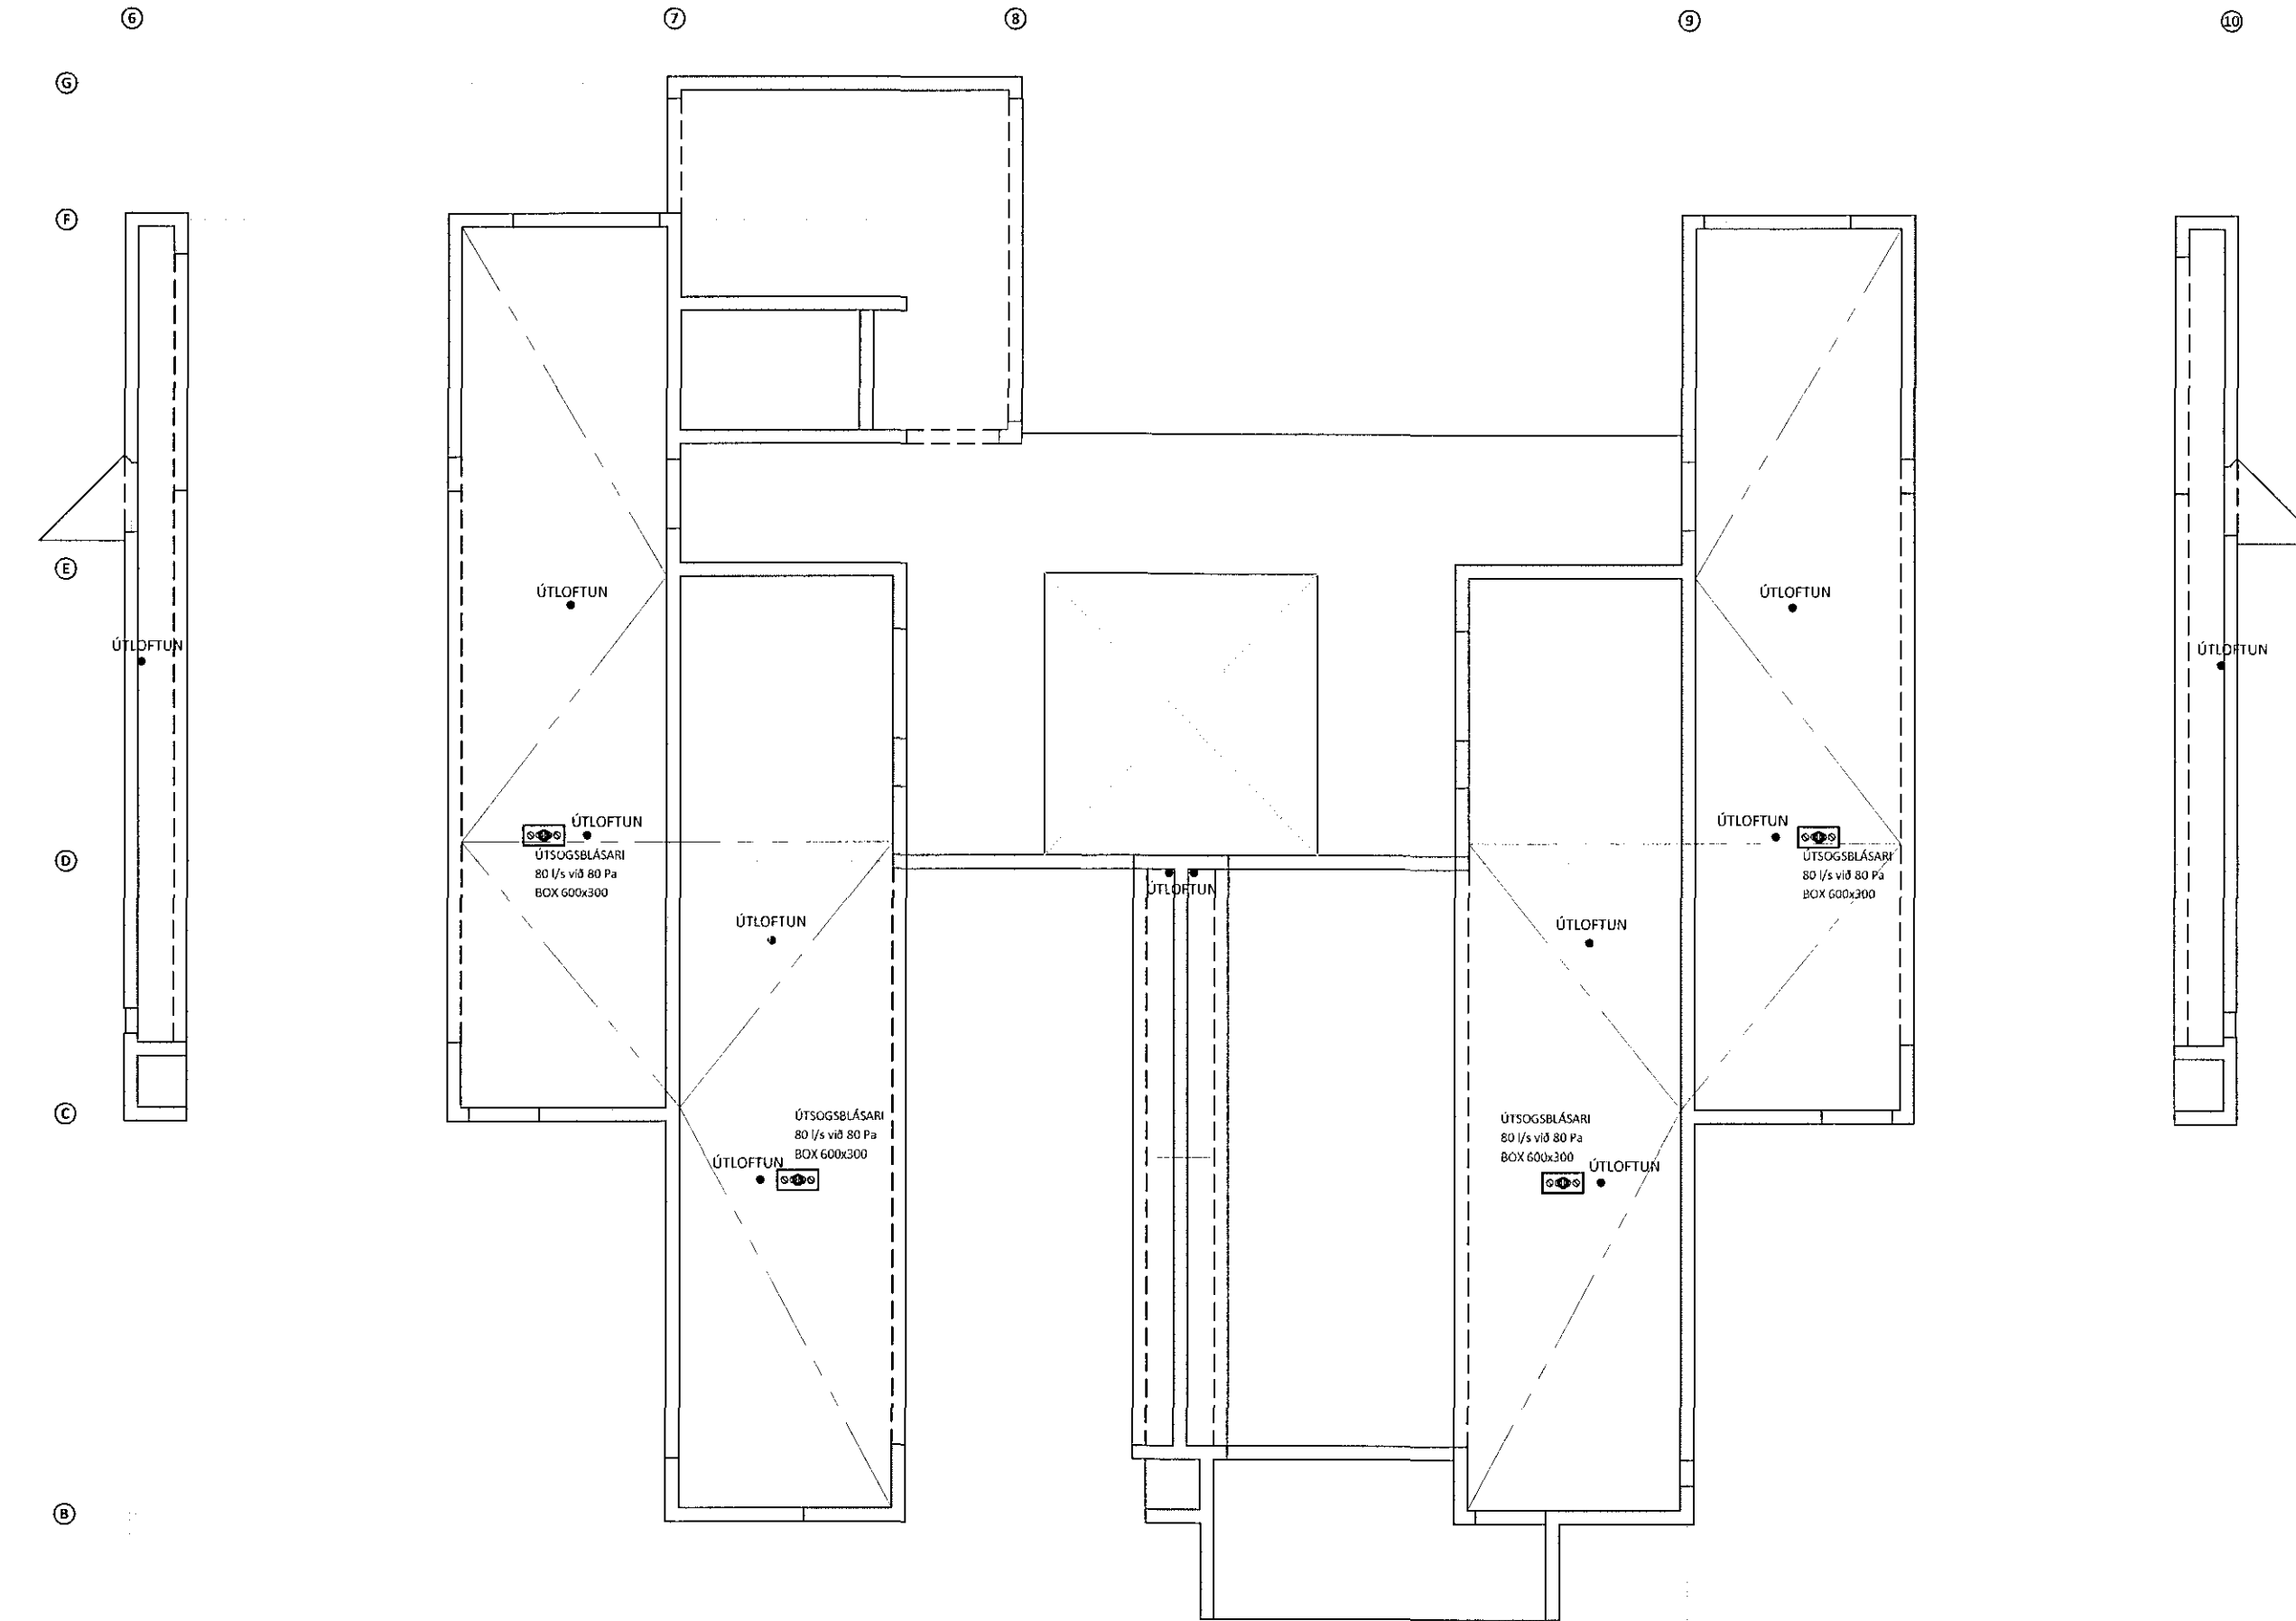 6 7 8 9 10
G
F
E
ÚTLOFTUN
ÚTLOFTUN
ÚTLOFTUN
ÚTLOFTUN
ÚTLOFTUN
ÚTLOFTUN
ÚTSOGSBLÁSARI
80 l/s við 80 Pa
BOX 600x300
ÚTLOFTUN
ÚTSOGSBLÁSARI
80 l/s við 80 Pa
BOX 600x300
D
ÚTLOFTUN
ÚTLOFTUN
ÚTLOFTUN
C
ÚTSOGSBLÁSARI
80 l/s við 80 Pa
BOX 600x300
ÚTLOFTUN
ÚTSOGSBLÁSARI
80 l/s við 80 Pa
BOX 600x300
ÚTLOFTUN
B